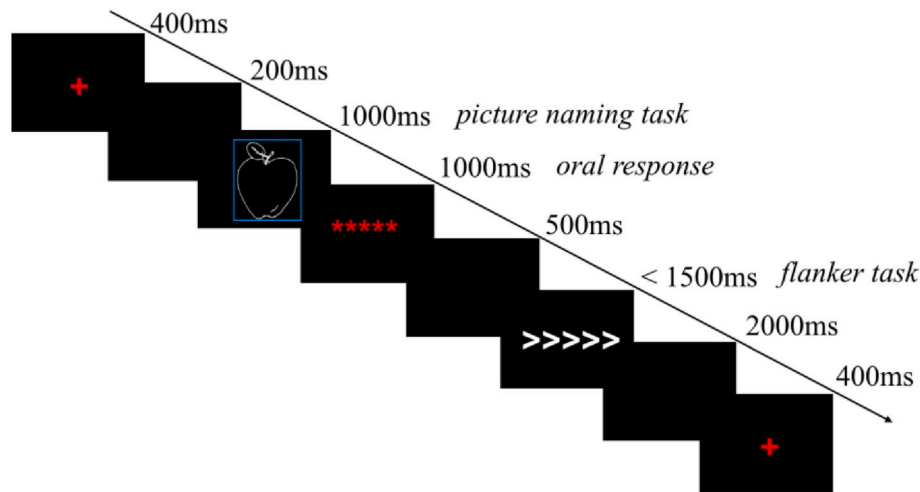 400ms
+
200ms
1000ms picture naming task
1000ms oral response
*****
500ms
< 1500ms flanker task
>>>>>
2000ms
400ms
+